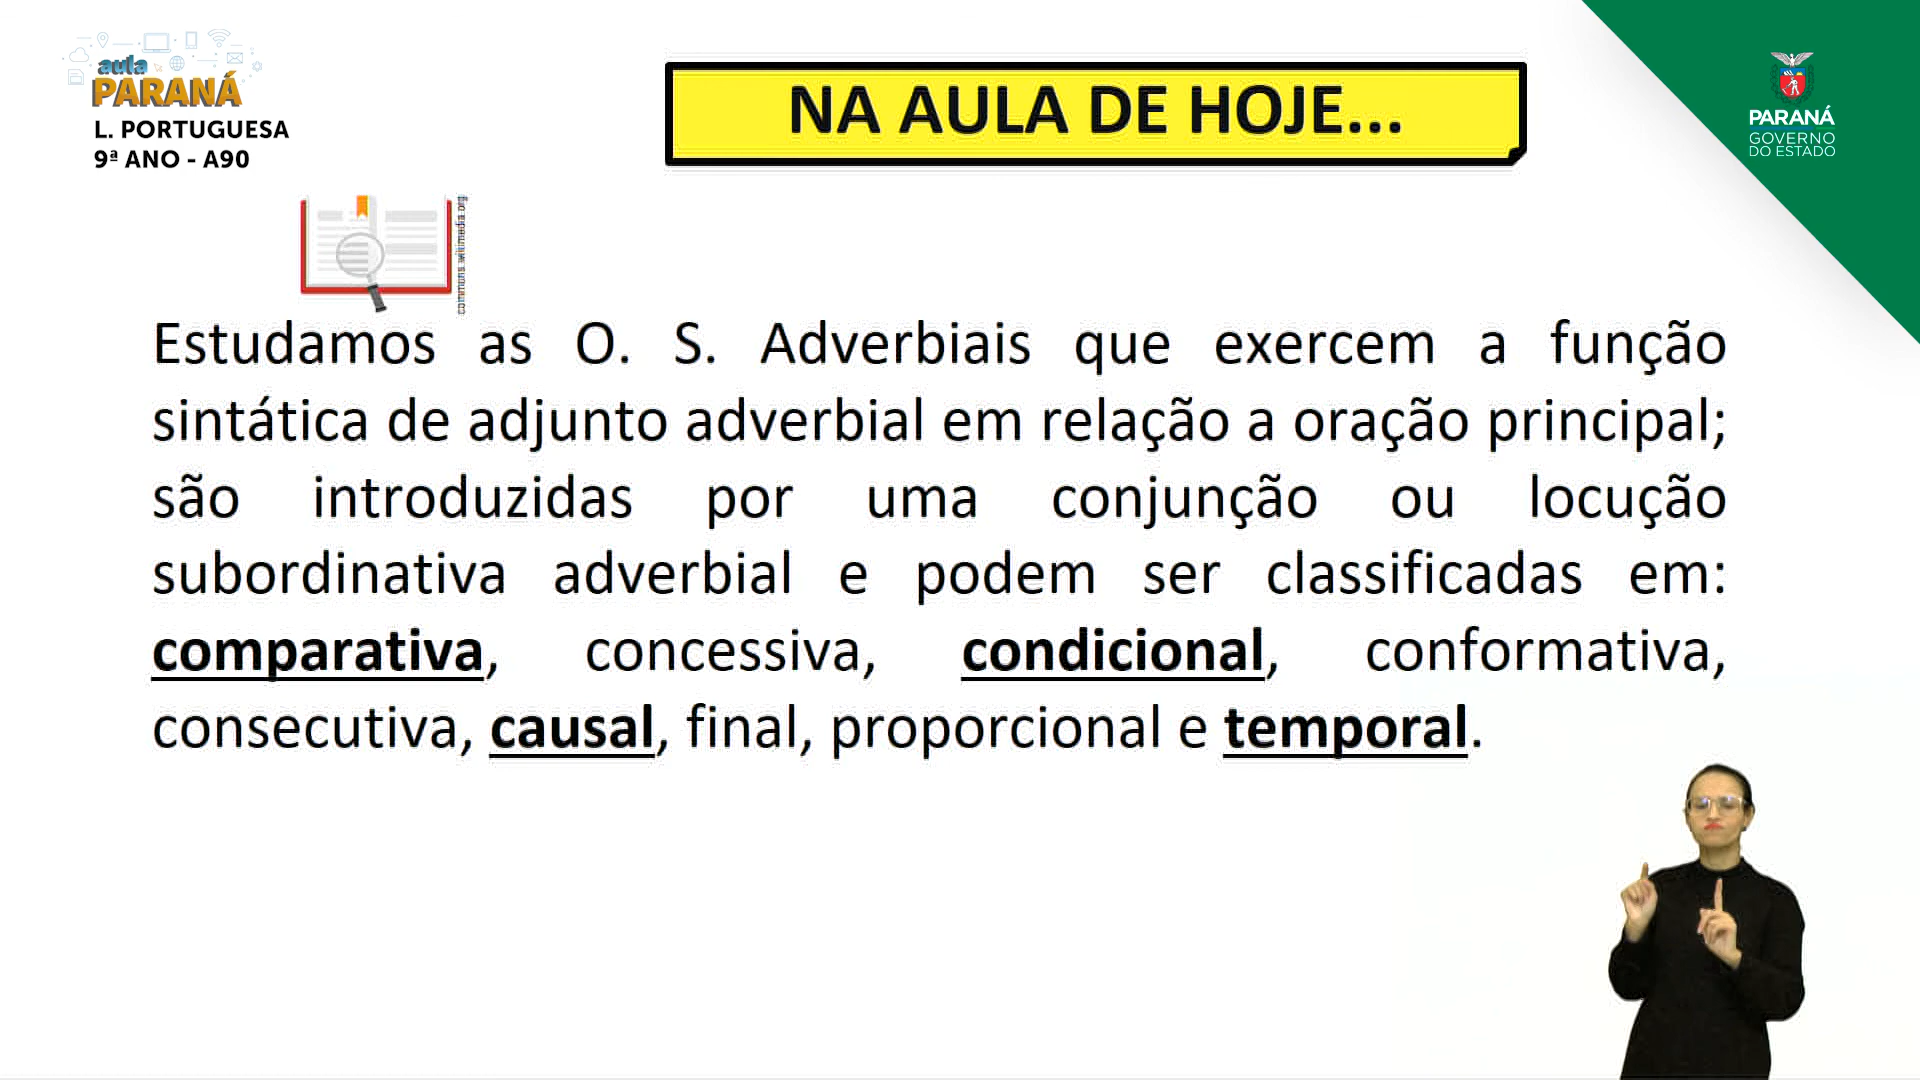 aula
PARANÁ
L. PORTUGUESA
9ª ANO - A90
NA AULA DE HOJE...
PARANÁ
GOVERNO
DO ESTADO
commons.wikimedia.org
Estudamos as O. S. Adverbiais que exercem a função
sintática de adjunto adverbial em relação a oração principal;
são introduzidas por uma conjunção ou locução
subordinativa adverbial e podem ser classificadas em:
comparativa, concessiva, condicional, conformativa,
consecutiva, causal, final, proporcional e temporal.